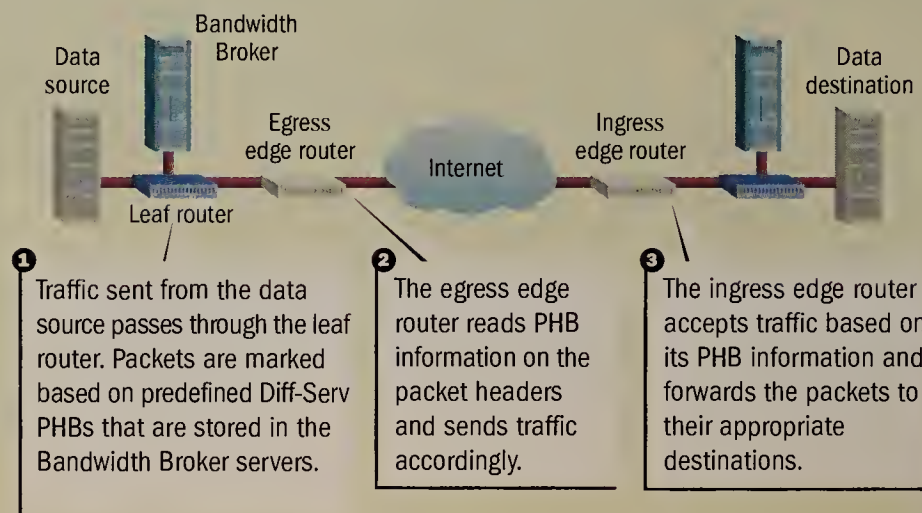 Bandwidth
Broker
Data
source
Data
destination
Egress
edge router
Ingress
edge router
Internet
Leaf router
1
Traffic sent from the data
source passes through the leaf
router. Packets are marked
based on predefined Diff-Serv
PHBs that are stored in the
Bandwidth Broker servers.
2
The egress edge
router reads PHB
information on the
packet headers
and sends traffic
accordingly.
3
The ingress edge router
accepts traffic based on
its PHB information and
forwards the packets to
their appropriate
destinations.